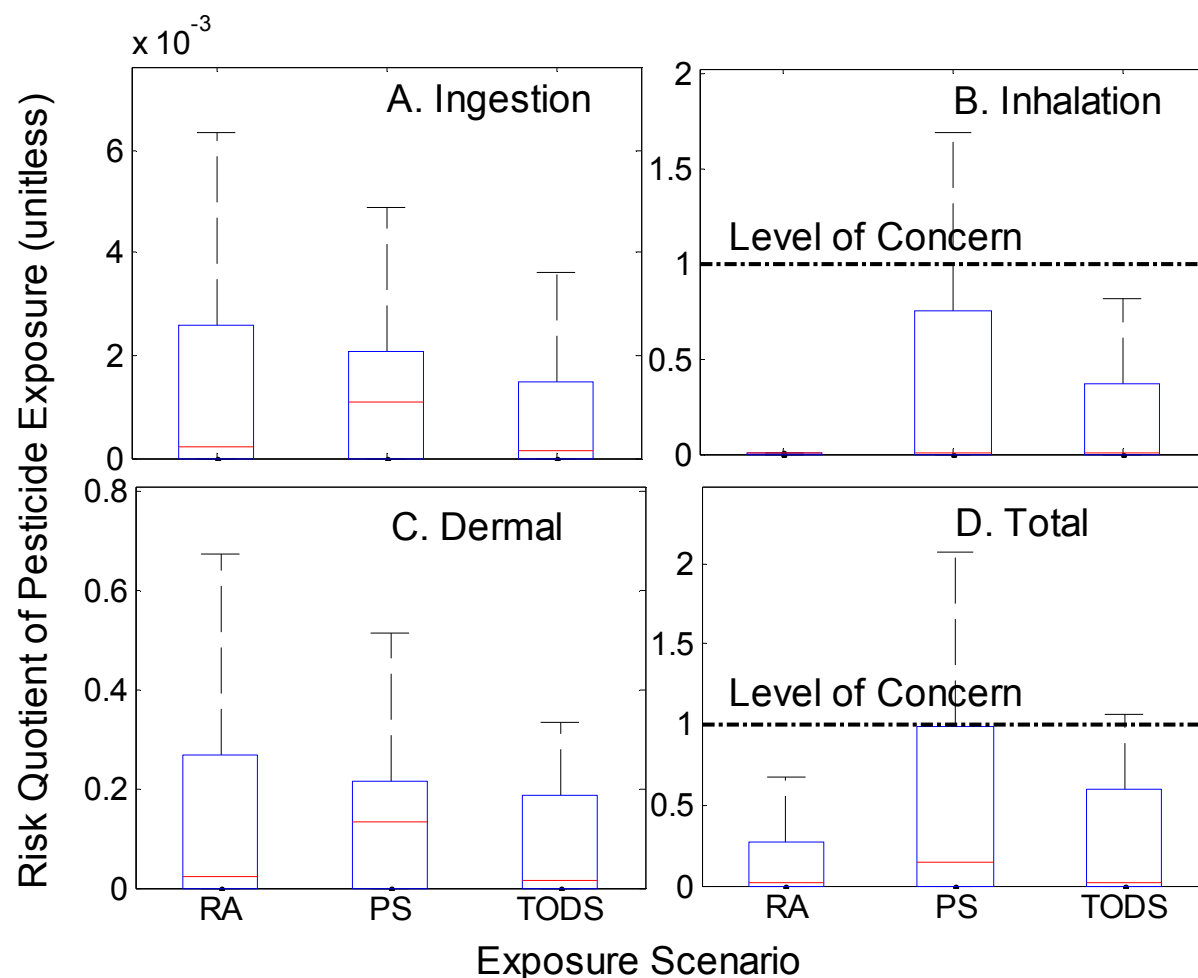 x 10-3
A. Ingestion
6
4
2
0
B. Inhalation
2
1.5
Level of Concern
1
0.5
0
Risk Quotient of Pesticide Exposure (unitless)
C. Dermal
0.8
0.6
0.4
0.2
0
RA PS TODS
D. Total
2
1.5
Level of Concern
1
0.5
0
RA PS TODS
Exposure Scenario